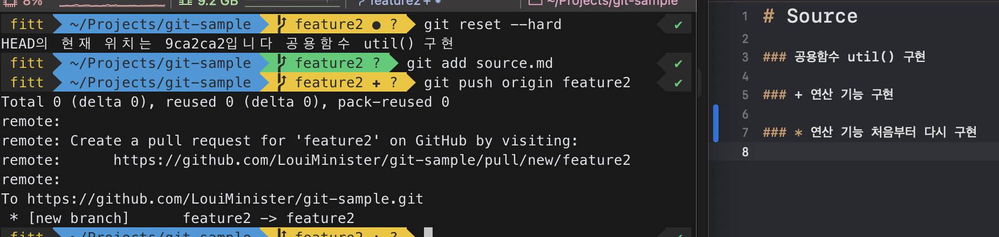 8% 9.2 GB feature2 + ~/Projects/git-sample
fitt ~/Projects/git-sample feature2 ● ? git reset --hard ✔
HEAD의 현재 위치는 9ca2ca2입니다 공용함수 util() 구현
fitt ~/Projects/git-sample feature2 ? git add source.md ✔
fitt ~/Projects/git-sample feature2 + ? git push origin feature2 ✔
Total 0 (delta 0), reused 0 (delta 0), pack-reused 0
remote:
remote: Create a pull request for 'feature2' on GitHub by visiting:
remote:      https://github.com/LouiMinister/git-sample/pull/new/feature2
remote:
To https://github.com/LouiMinister/git-sample.git
 * [new branch]      feature2 -> feature2
fitt ~/Projects/git-sample feature2 + ?
1 # Source
2
3 ### 공용함수 util() 구현
4
5 ### + 연산 기능 구현
6
7 ### * 연산 기능 처음부터 다시 구현
8